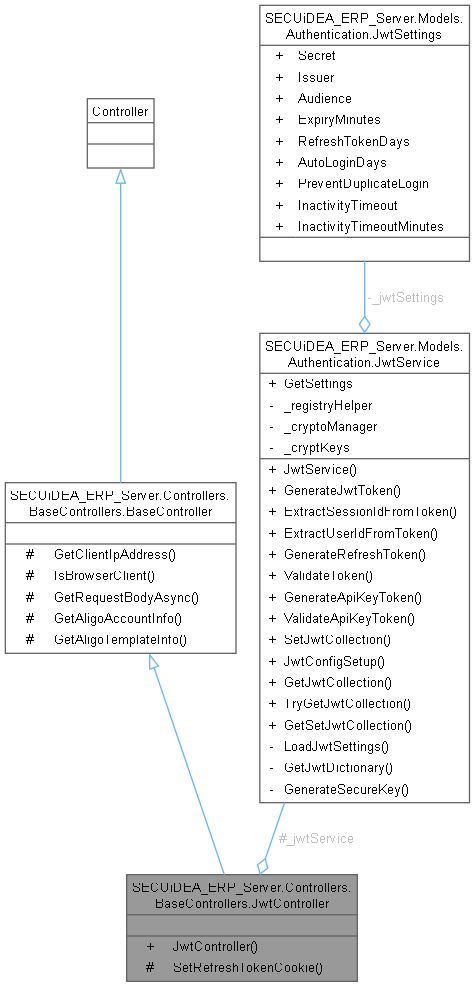 SECUiDEA_ERP_Server.Models.
Authentication.JwtSettings
+ Secret
+ Issuer
+ Audience
+ ExpiryMinutes
+ RefreshTokenDays
+ AutoLoginDays
+ PreventDuplicateLogin
+ InactivityTimeout
+ InactivityTimeoutMinutes
Controller
-_jwtSettings
SECUiDEA_ERP_Server.Models.
Authentication.JwtService
+ GetSettings
- _registryHelper
- _cryptoManager
- _cryptKeys
+ JwtService()
+ GenerateJwtToken()
+ ExtractSessionIdFromToken()
+ ExtractUserIdFromToken()
+ GenerateRefreshToken()
+ ValidateToken()
+ GenerateApiKeyToken()
+ ValidateApiKeyToken()
+ SetJwtCollection()
+ JwtConfigSetup()
+ GetJwtCollection()
+ TryGetJwtCollection()
+ GetSetJwtCollection()
- LoadJwtSettings()
- GetJwtDictionary()
- GenerateSecureKey()
SECUiDEA_ERP_Server.Controllers.
BaseControllers.BaseController
# GetClientIpAddress()
# IsBrowserClient()
# GetRequestBodyAsync()
# GetAligoAccountInfo()
# GetAligoTemplateInfo()
#_jwtService
SECUiDEA_ERP_Server.Controllers.
BaseControllers.JwtController
+ JwtController()
# SetRefreshTokenCookie()